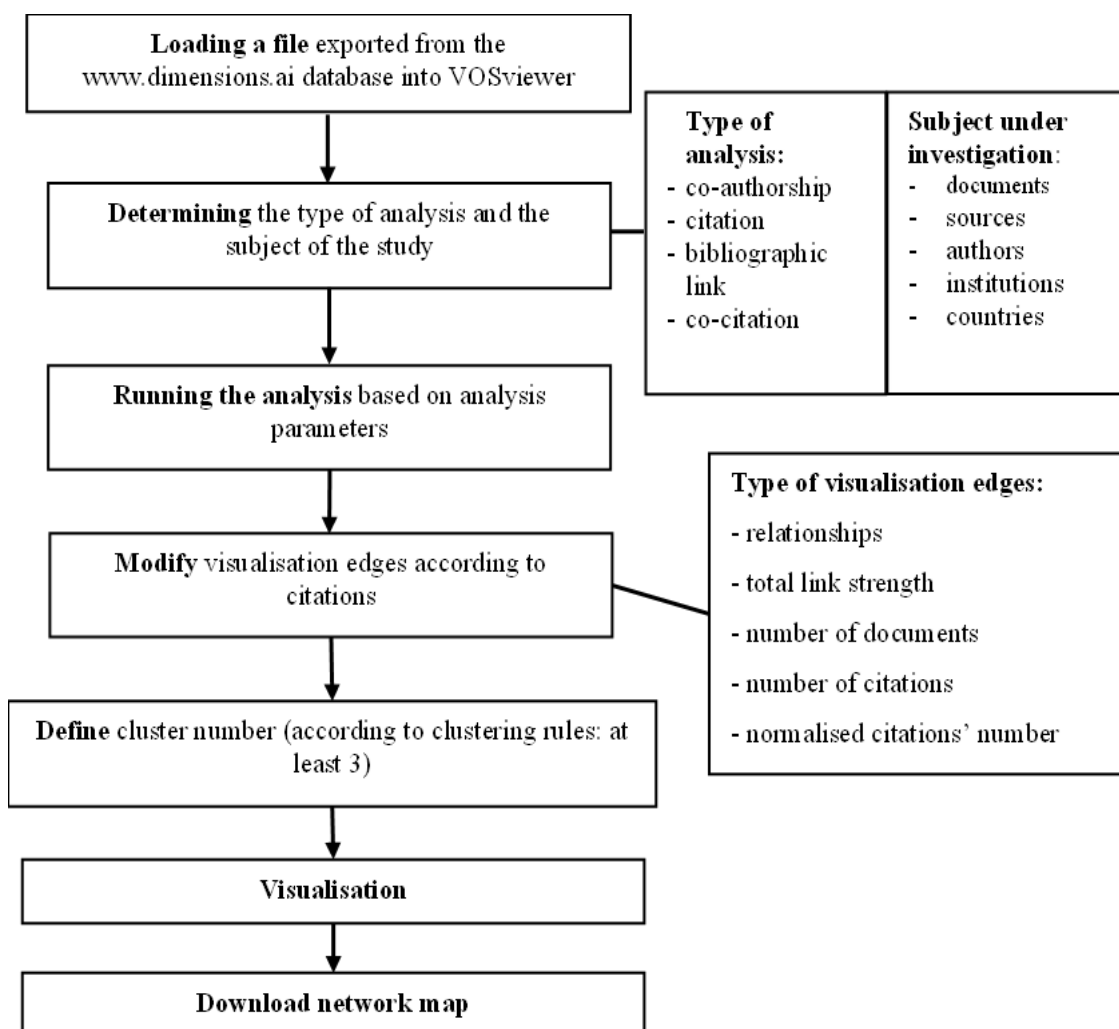 Loading a file exported from the
www.dimensions.ai database into VOSviewer
Type of
analysis:
- co-authorship
- citation
- bibliographic
link
- co-citation
Subject under
investigation:
- documents
- sources
- authors
- institutions
- countries
Determining the type of analysis and the
subject of the study
Running the analysis based on analysis
parameters
Type of visualisation edges:
- relationships
- total link strength
- number of documents
- number of citations
- normalised citations’ number
Modify visualisation edges according to
citations
Define cluster number (according to clustering rules: at
least 3)
Visualisation
Download network map